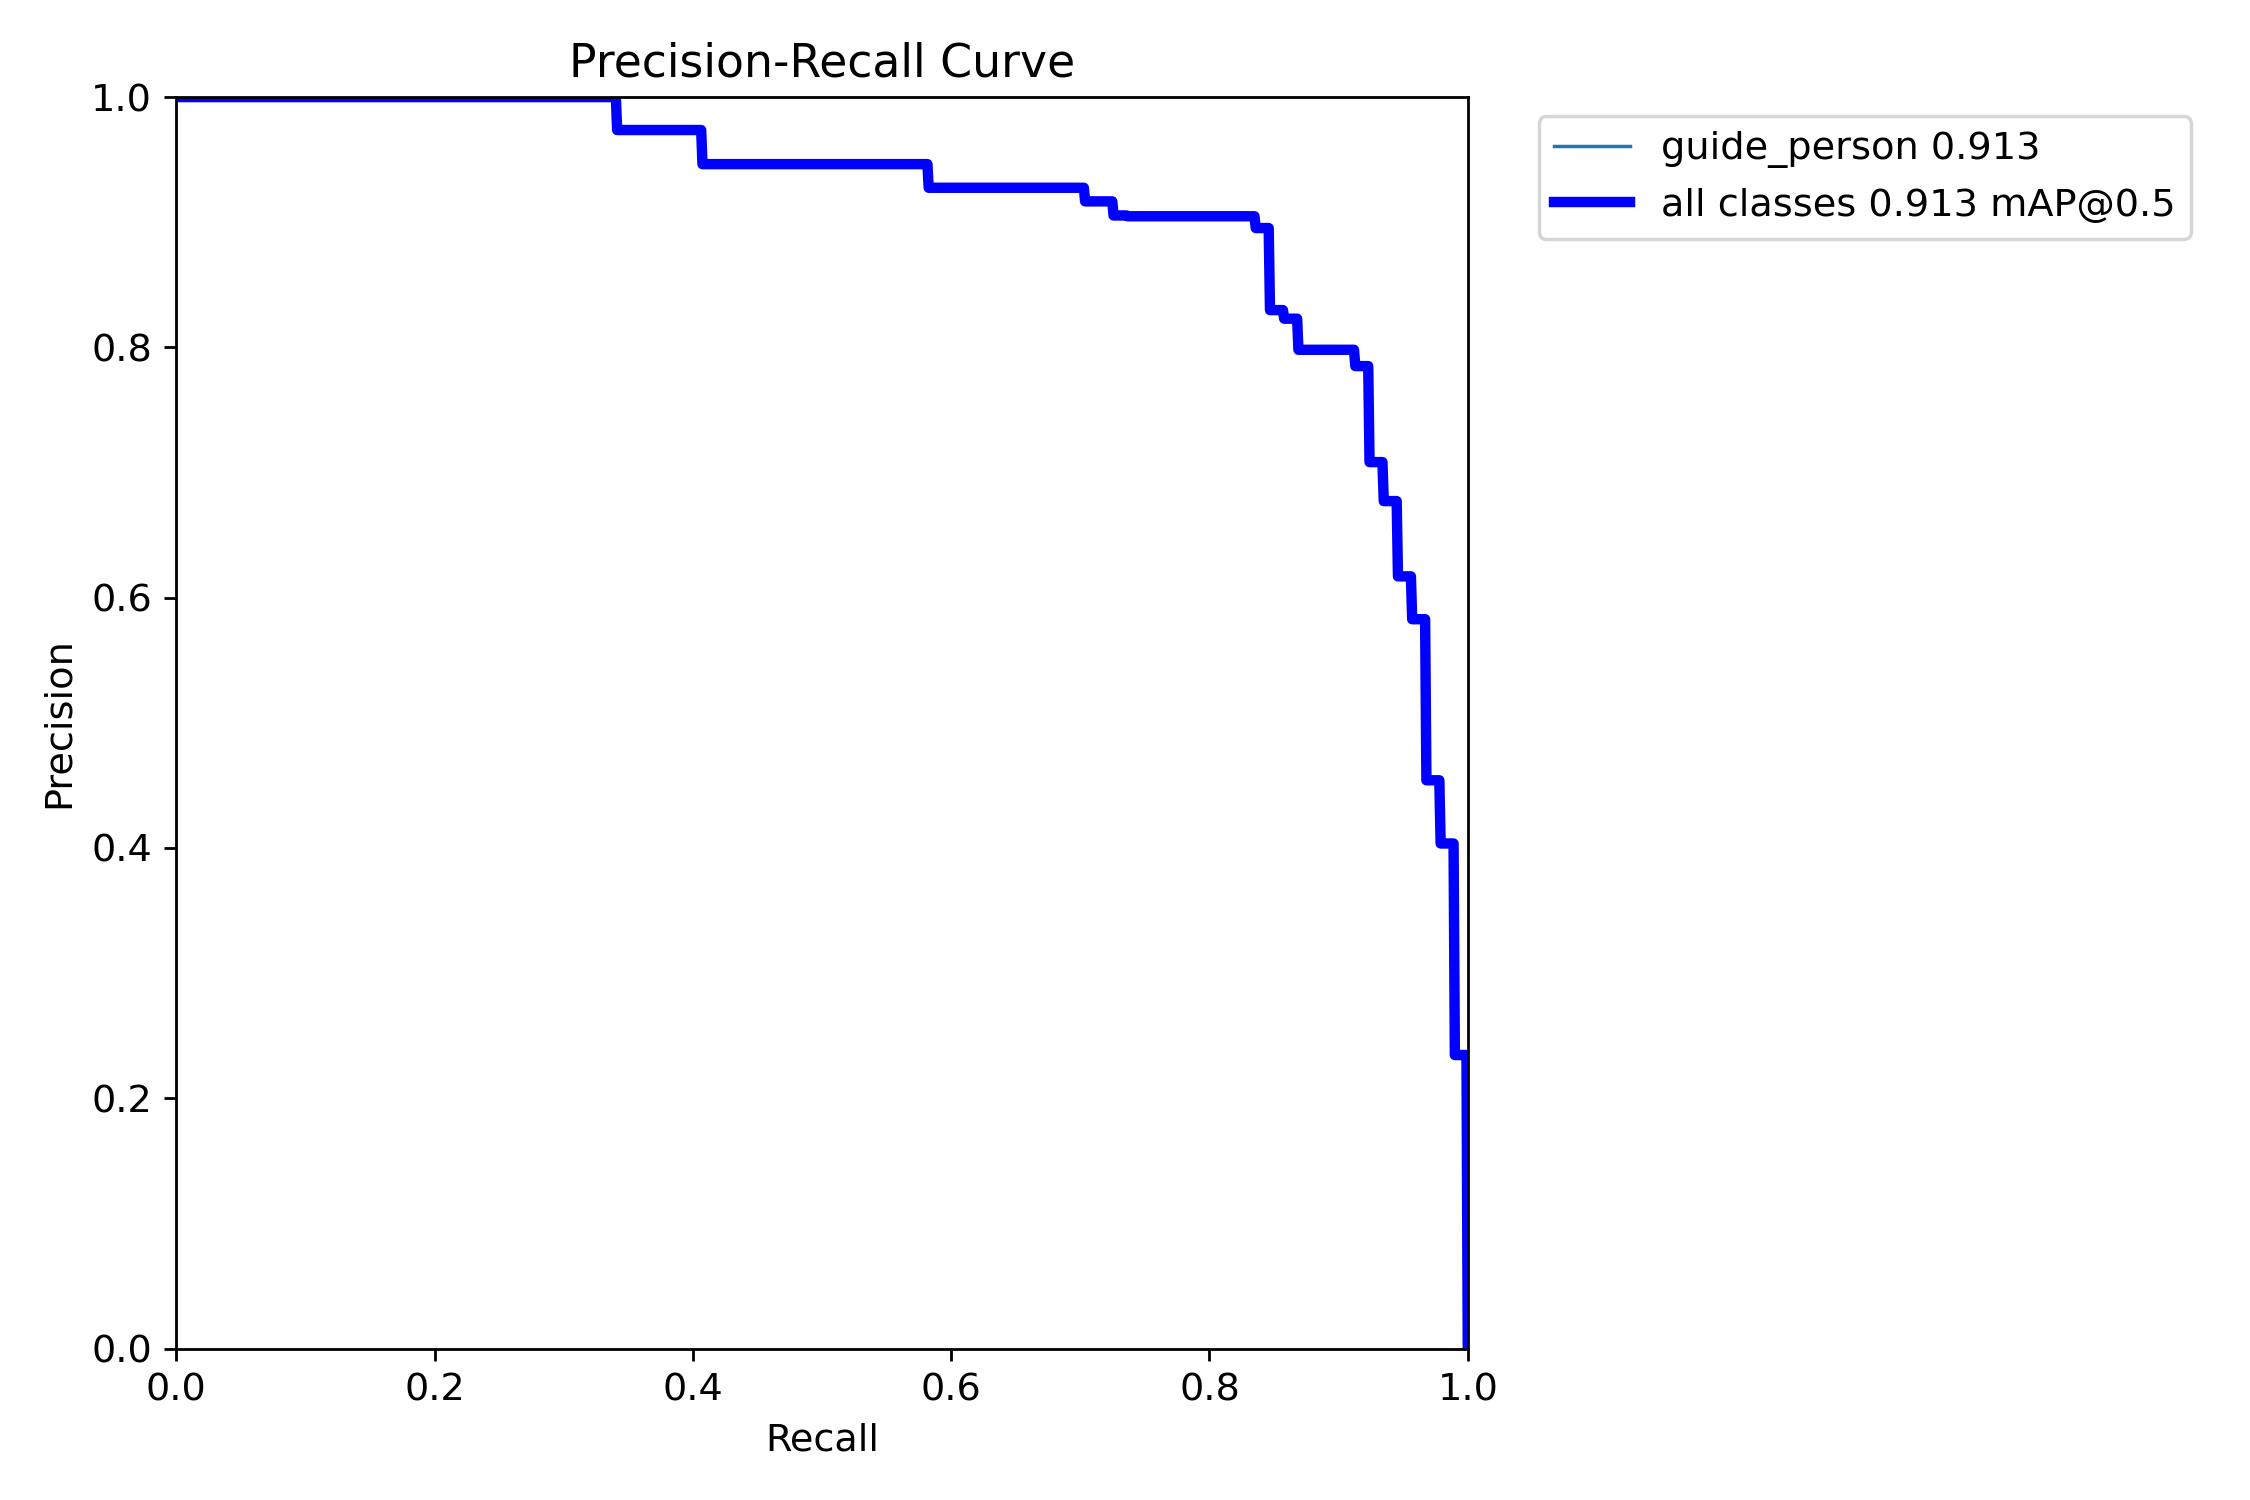 Precision-Recall Curve
guide_person 0.913
all classes 0.913 mAP@0.5
1.0
0.8
0.6
0.4
0.2
0.0
Precision
0.0 0.2 0.4 0.6 0.8 1.0
Recall